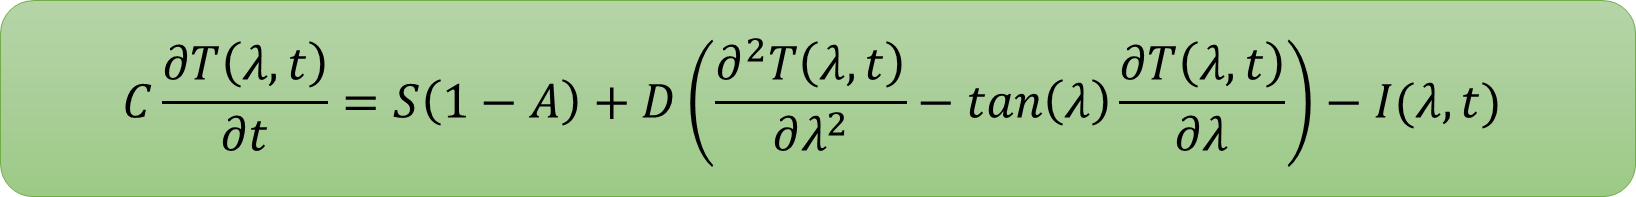 C ∂T(λ, t)/∂t = S(1 − A) + D (∂²T(λ, t)/∂λ² − tan(λ) ∂T(λ, t)/∂λ) − I(λ, t)